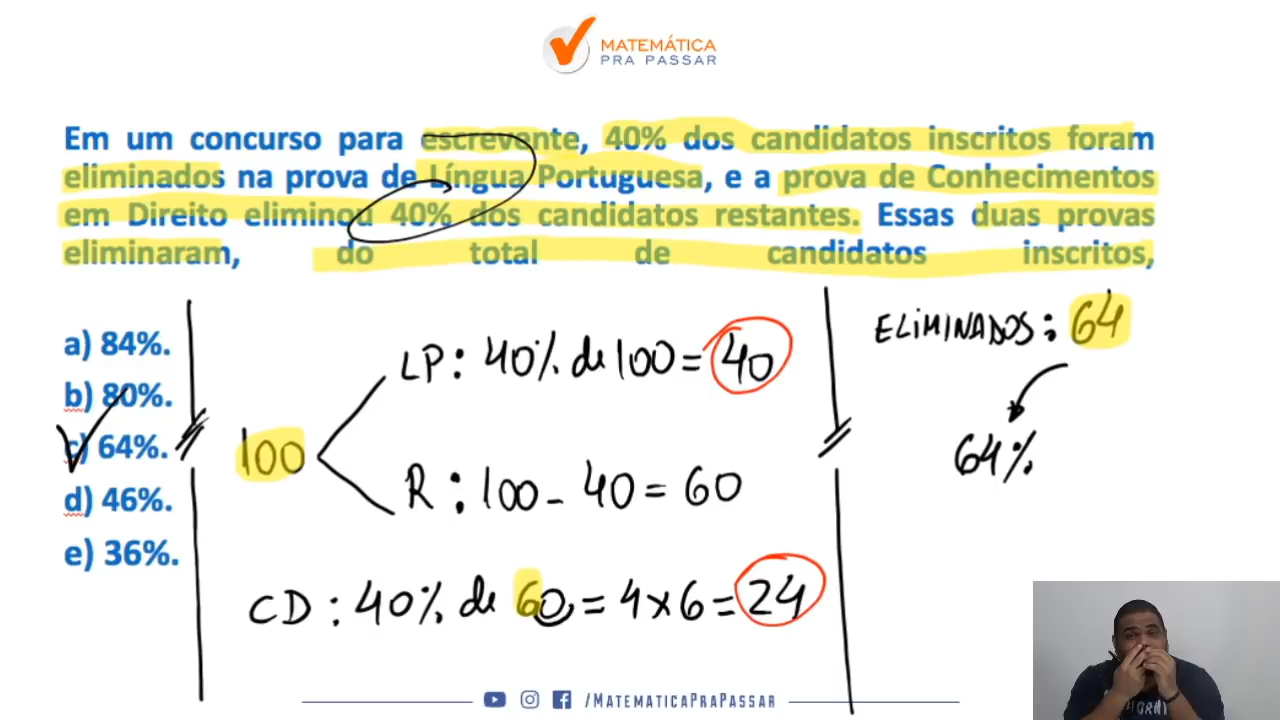 MATEMÁTICA
PRA PASSAR
Em um concurso para escrevente, 40% dos candidatos inscritos foram
eliminados na prova de Língua Portuguesa, e a prova de Conhecimentos
em Direito eliminou 40% dos candidatos restantes. Essas duas provas
eliminaram, do total de candidatos inscritos,
a) 84%.
b) 80%.
c) 64%.
d) 46%.
e) 36%.
100
LP: 40% de 100 = 40
R: 100 - 40 = 60
CD: 40% de 60 = 4x6 = 24
ELIMINADOS: 64
64%
/MATEMATICAPRAPASSAR